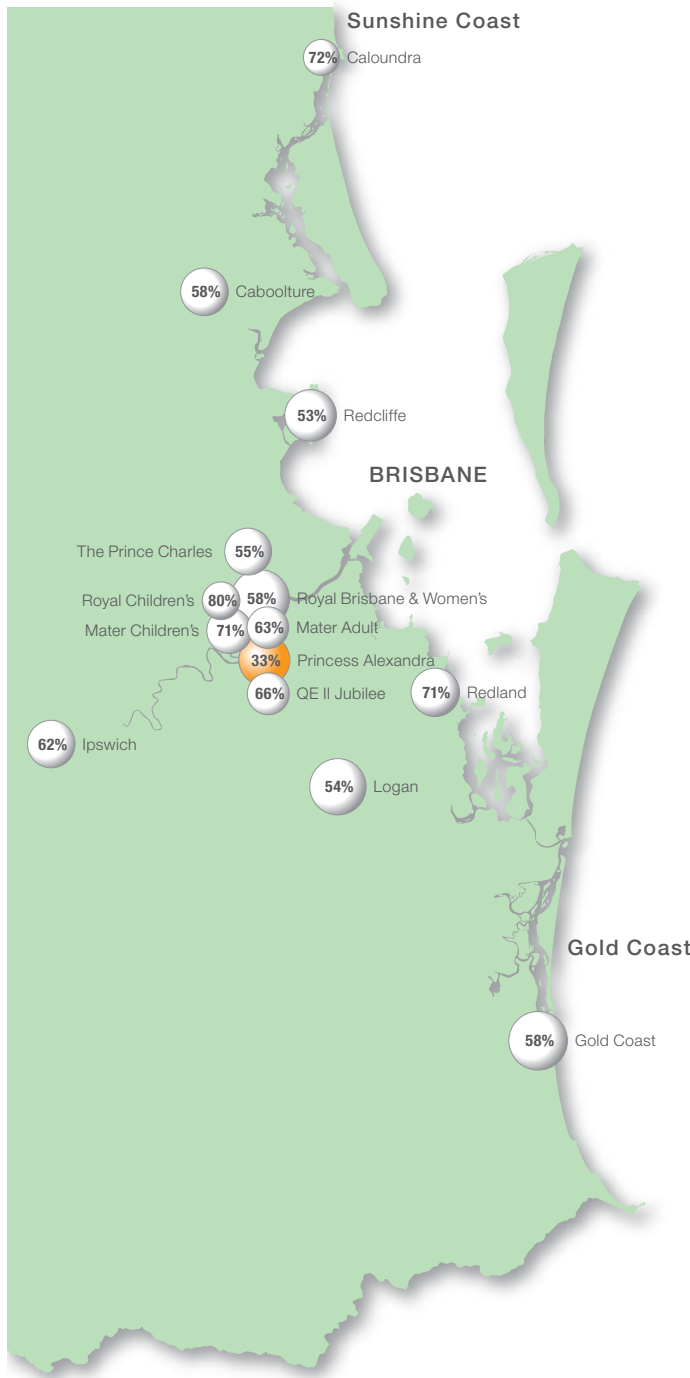 Sunshine Coast
72% Caloundra
58% Caboolture
53% Redcliffe
BRISBANE
The Prince Charles 55%
Royal Children's 80% 58% Royal Brisbane & Women's
Mater Children's 71% 63% Mater Adult
33% Princess Alexandra
66% QE II Jubilee
71% Redland
62% Ipswich
54% Logan
Gold Coast
58% Gold Coast